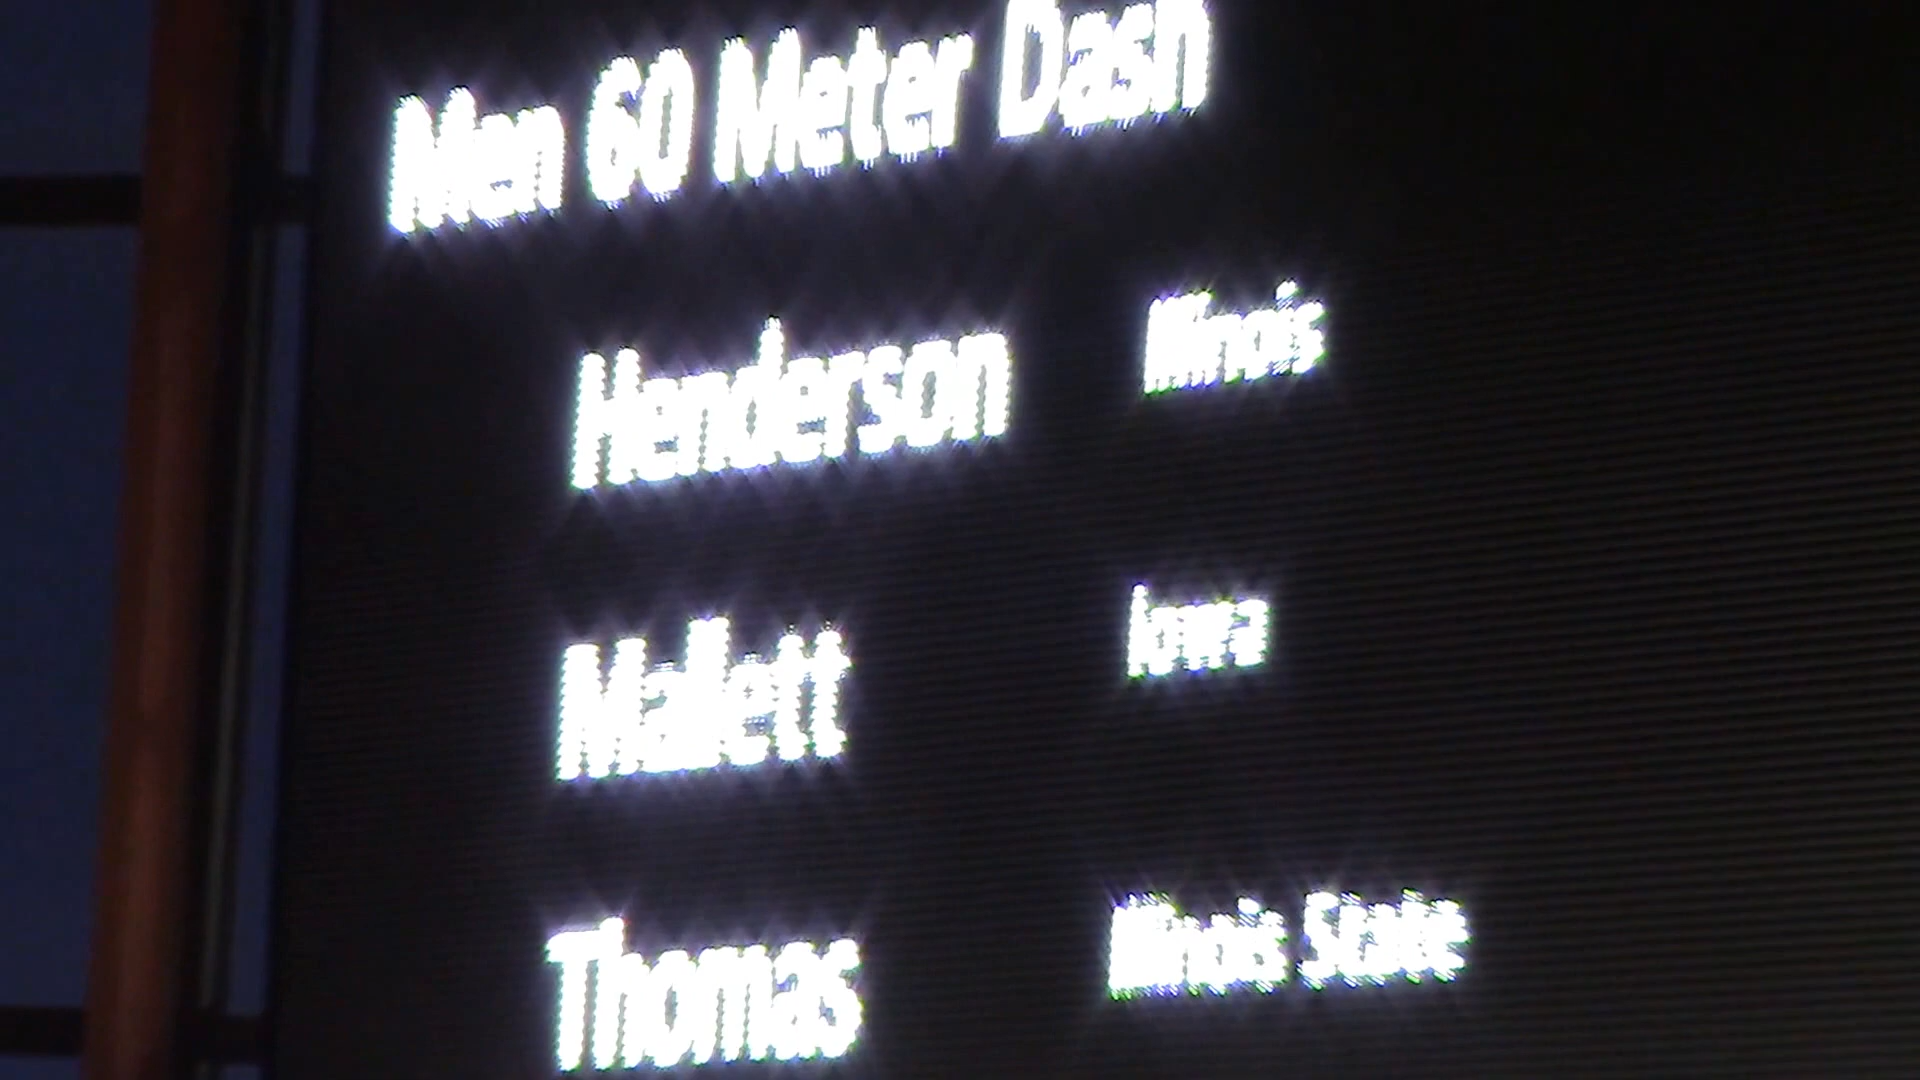 Men 60 Meter Dash
Henderson Illinois
Mallett Iowa
Thomas Illinois State